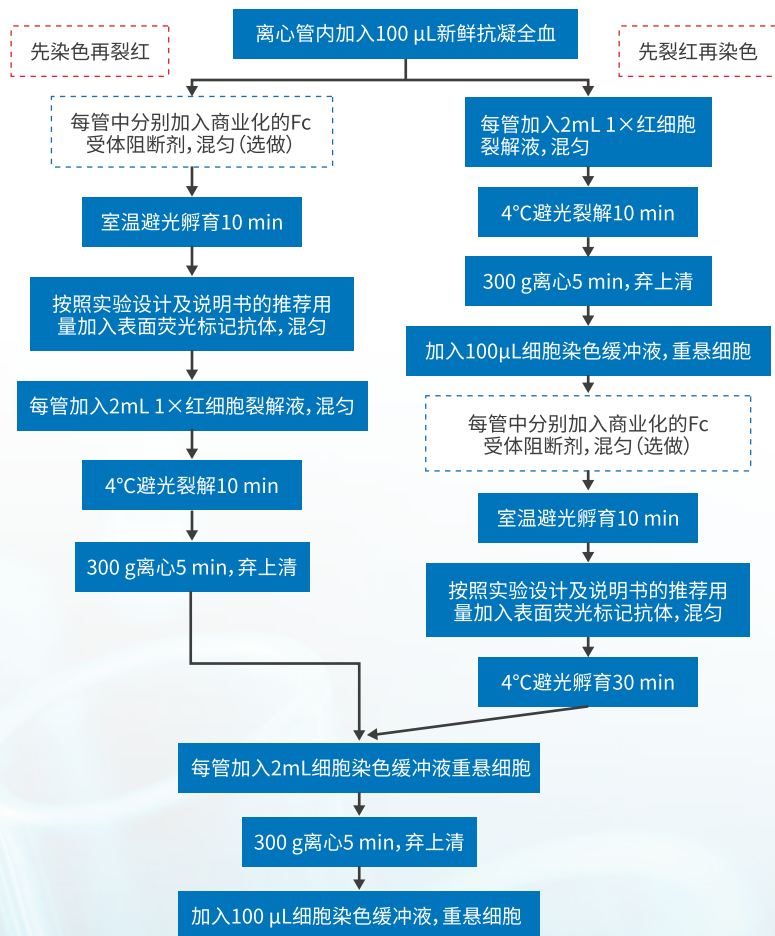 离心管内加入100 μL新鲜抗凝全血
先染色再裂红
每管中分别加入商业化的Fc
受体阻断剂，混匀（选做）
室温避光孵育10 min
按照实验设计及说明书的推荐用
量加入表面荧光标记抗体，混匀
每管加入2mL 1×红细胞裂解液，混匀
4℃避光裂解10 min
300 g离心5 min，弃上清
先裂红再染色
每管加入2mL 1×红细胞
裂解液，混匀
4℃避光裂解10 min
300 g离心5 min，弃上清
加入100μL细胞染色缓冲液，重悬细胞
每管中分别加入商业化的Fc
受体阻断剂，混匀（选做）
室温避光孵育10 min
按照实验设计及说明书的推荐用
量加入表面荧光标记抗体，混匀
4℃避光孵育30 min
每管加入2mL细胞染色缓冲液重悬细胞
300 g离心5 min，弃上清
加入100 μL细胞染色缓冲液，重悬细胞